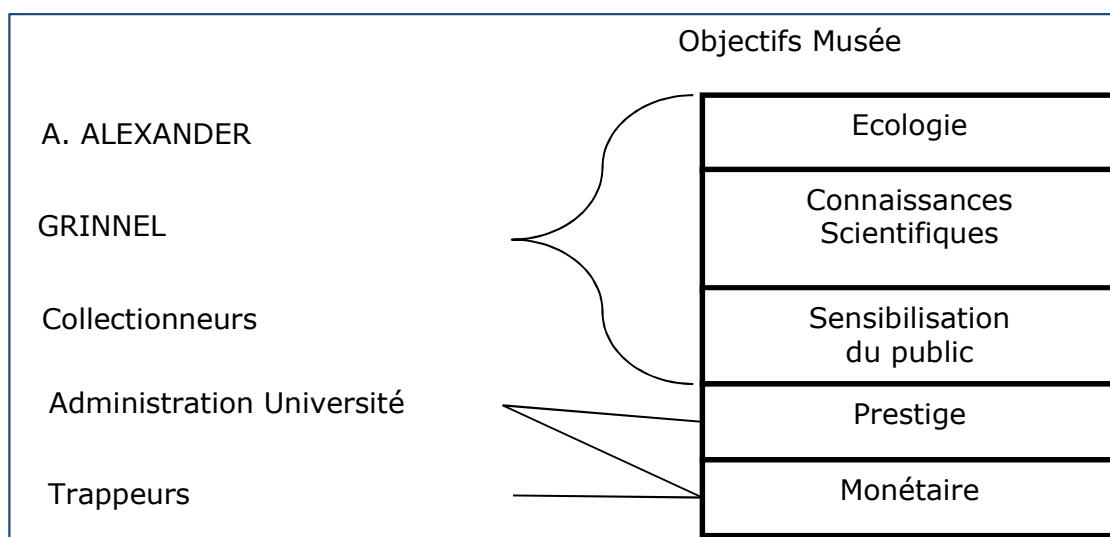 Objectifs Musée
A. ALEXANDER
GRINNEL
Collectionneurs
Administration Université
Trappeurs
Ecologie
Connaissances
Scientifiques
Sensibilisation
du public
Prestige
Monétaire